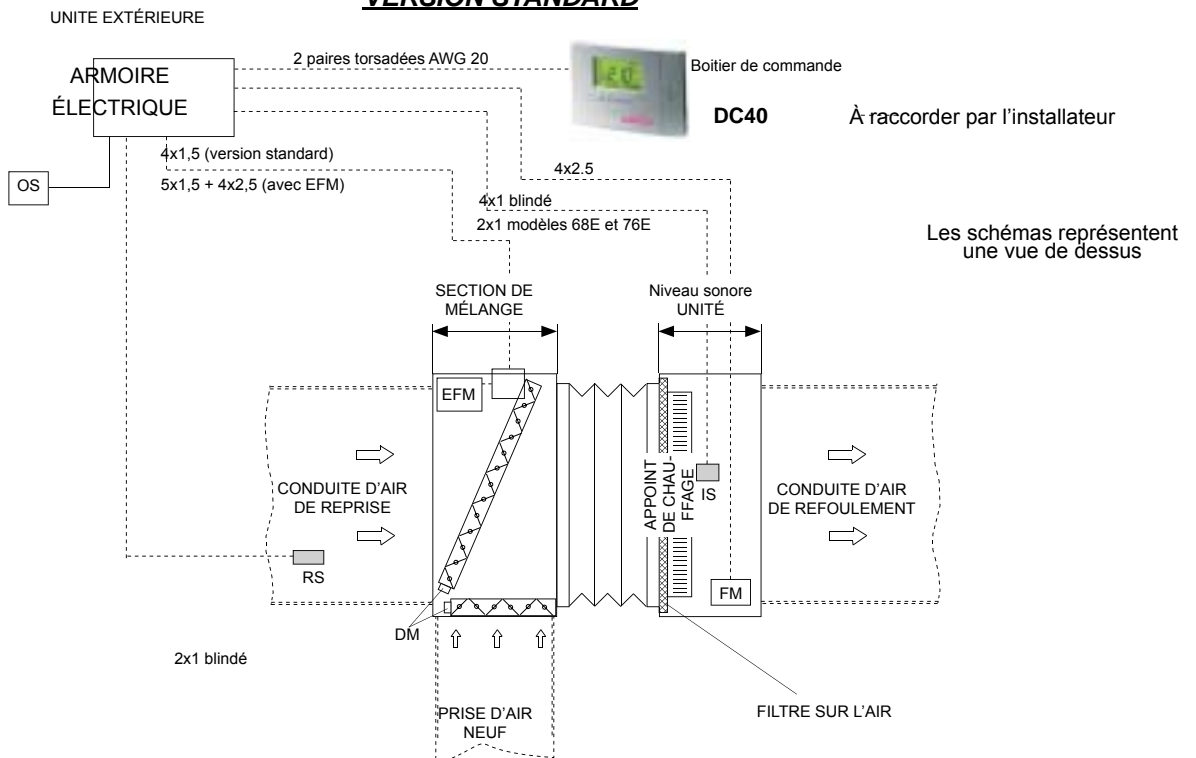 VERSION STANDARD
UNITE EXTÉRIEURE
ARMOIRE
ÉLECTRIQUE
2 paires torsadées AWG 20
Boitier de commande
DC40
À raccorder par l'installateur
OS
4x1,5 (version standard)
5x1,5 + 4x2,5 (avec EFM)
4x2.5
4x1 blindé
2x1 modèles 68E et 76E
Les schémas représentent
une vue de dessus
SECTION DE
MÉLANGE
Niveau sonore
UNITÉ
EFM
CONDUITE D'AIR
DE REPRISE
RS
APPOINT
DE CHAU-
FFAGE
IS
CONDUITE D'AIR
DE REFOULEMENT
FM
DM
2x1 blindé
PRISE D'AIR
NEUF
FILTRE SUR L'AIR